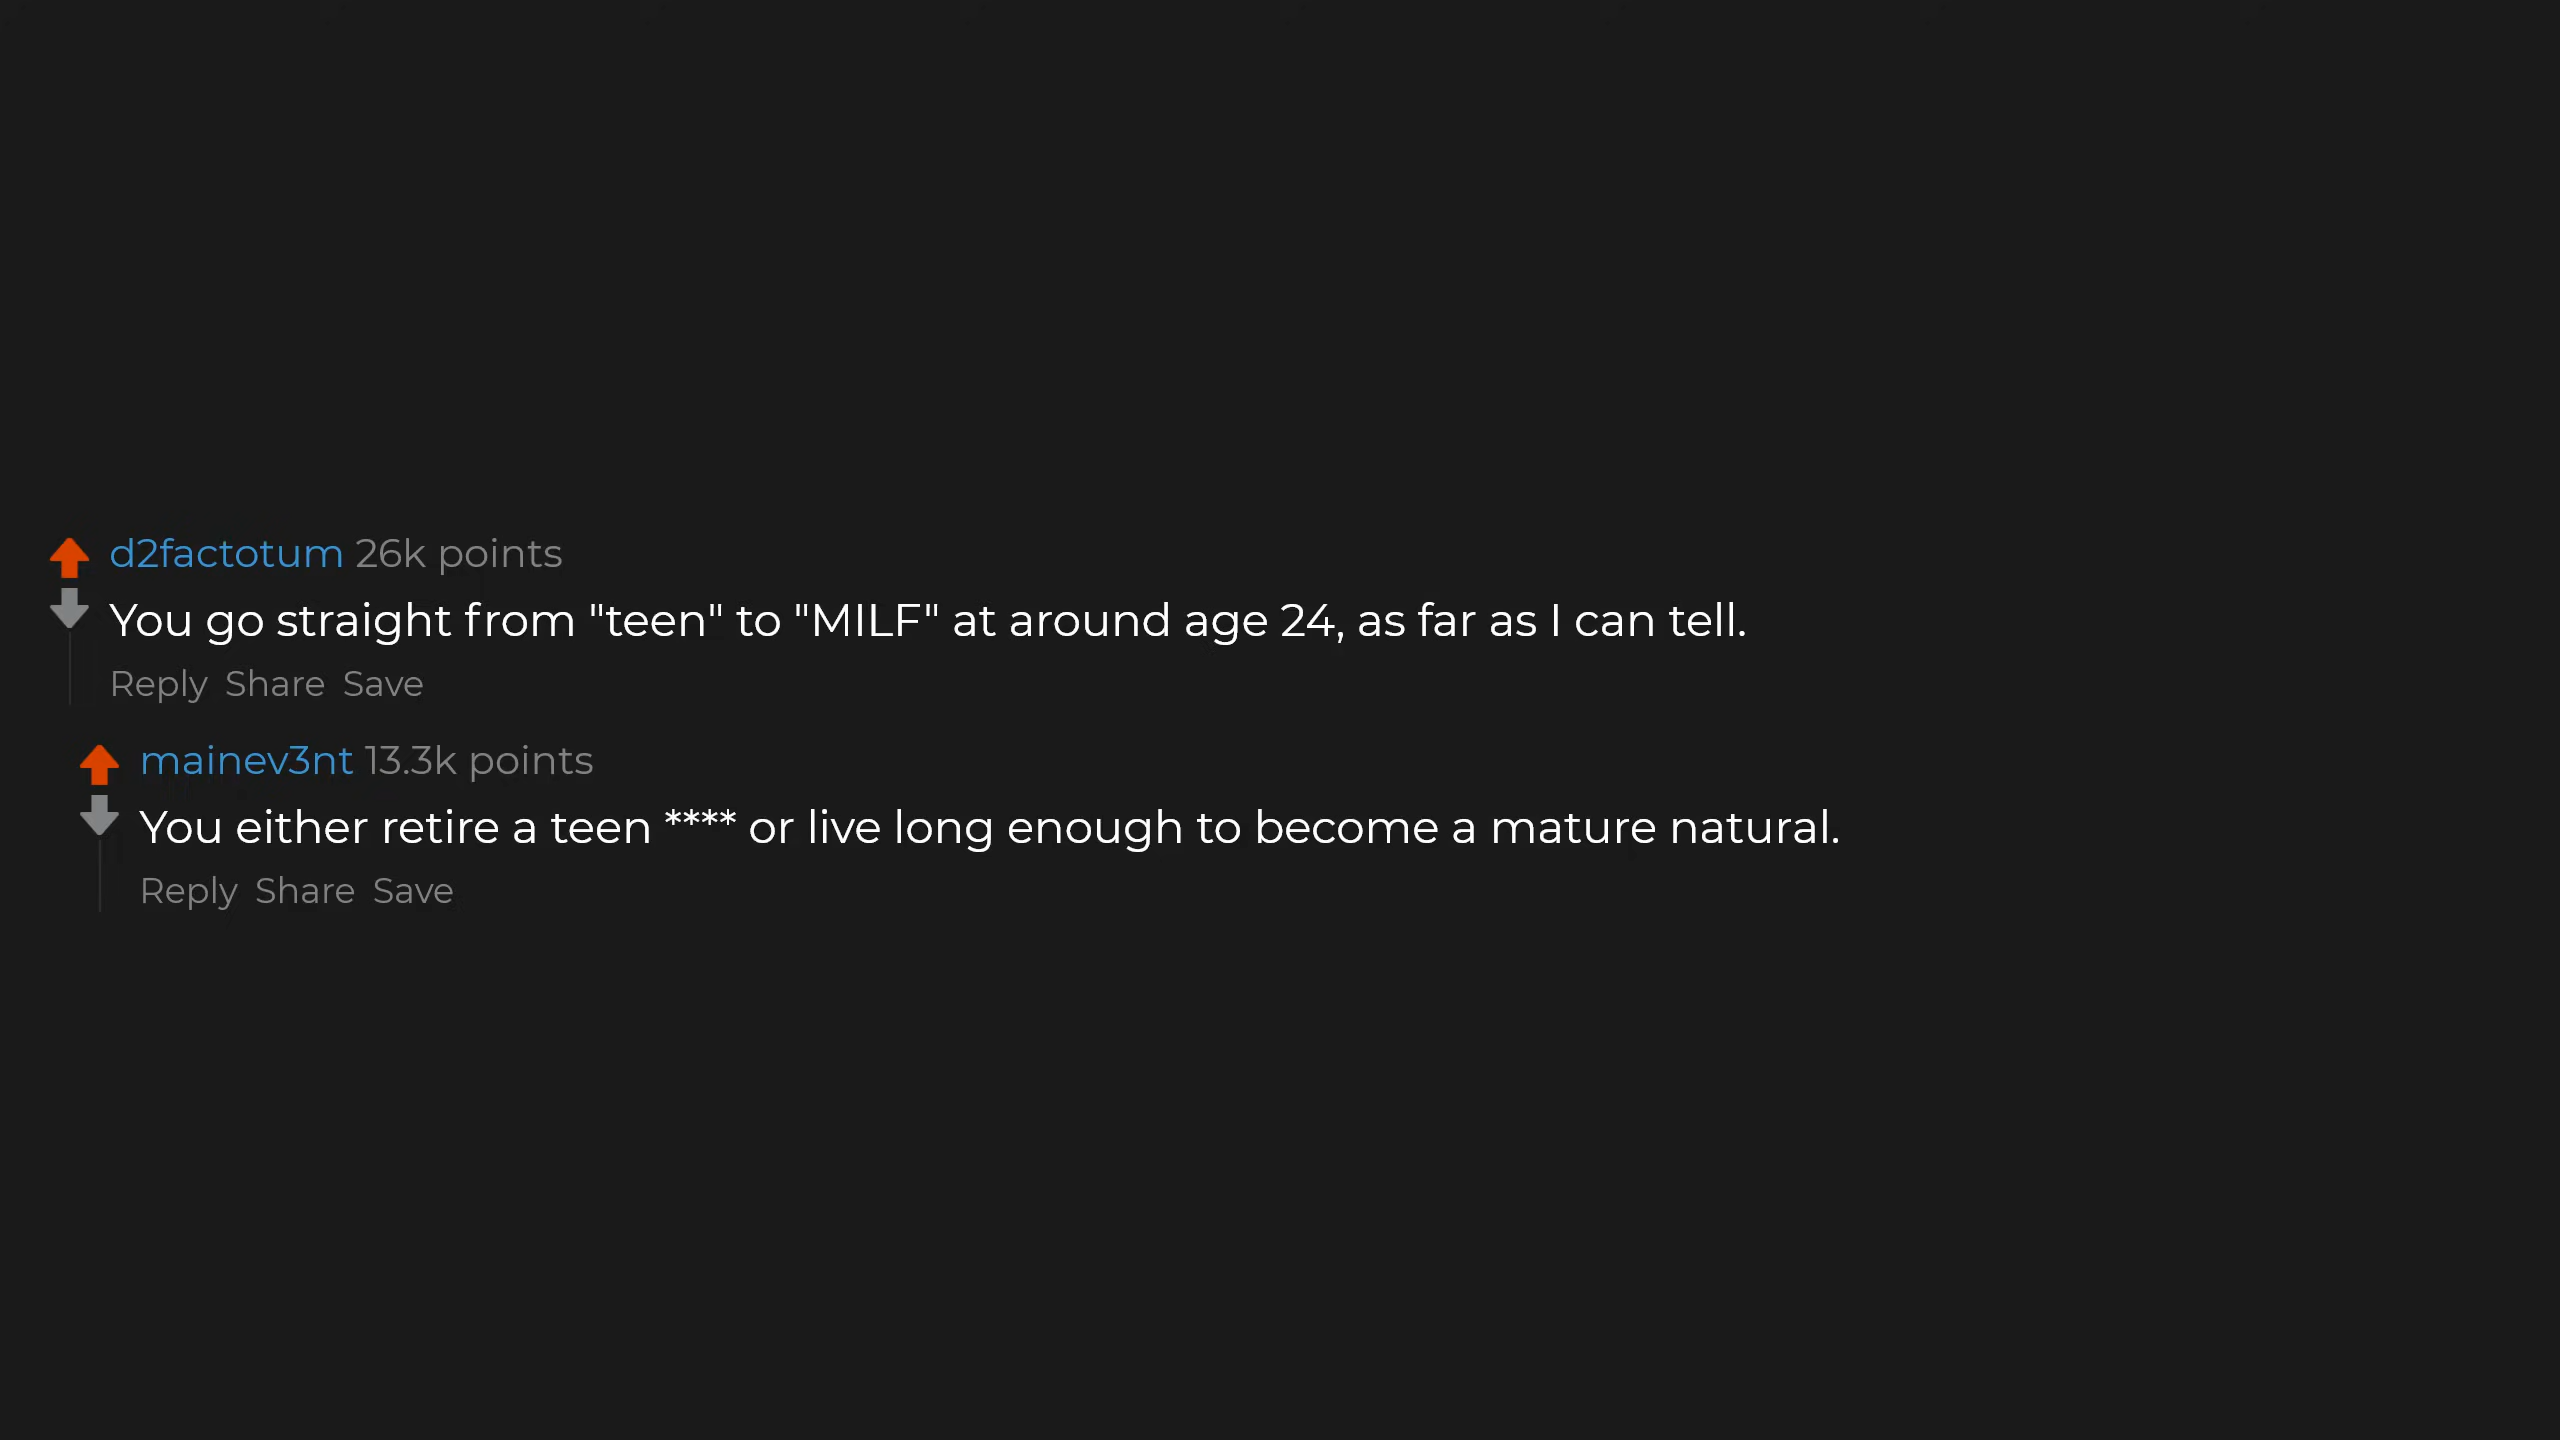 d2factotum 26k points
You go straight from "teen" to "MILF" at around age 24, as far as I can tell.
Reply Share Save
mainev3nt 13.3k points
You either retire a teen **** or live long enough to become a mature natural.
Reply Share Save